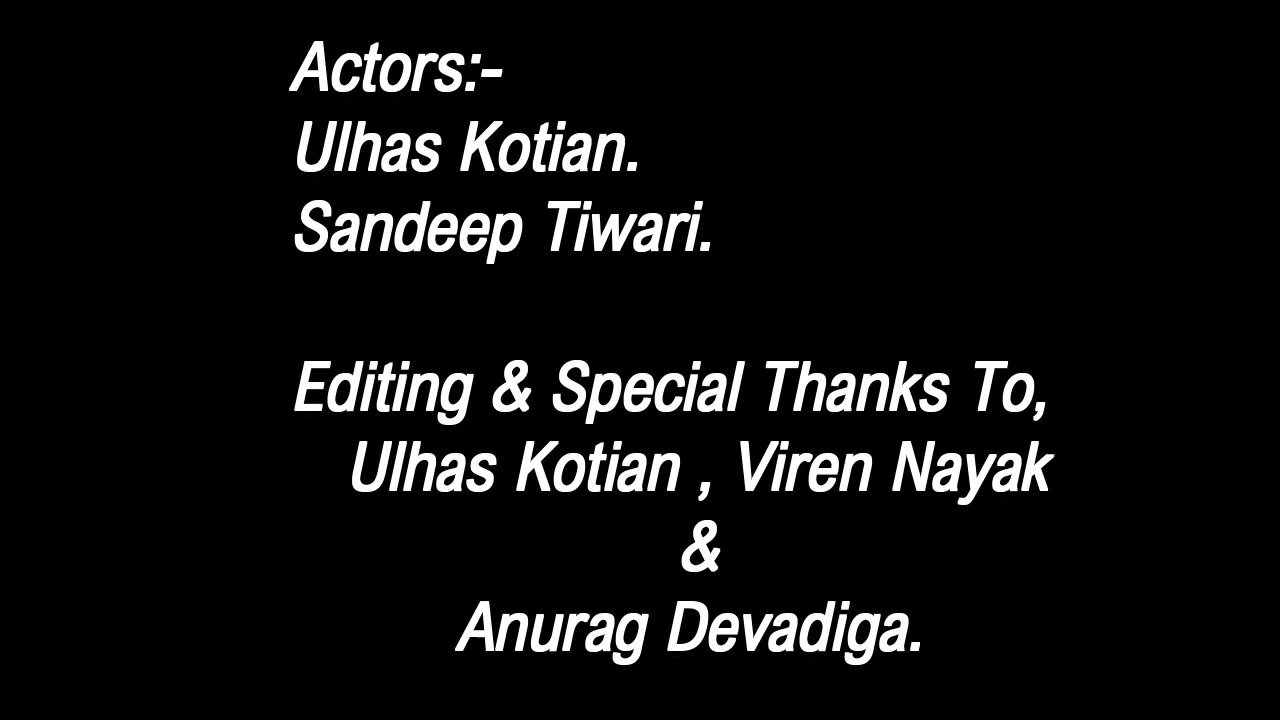 Actors:-
Ulhas Kotian.
Sandeep Tiwari.
Editing & Special Thanks To,
Ulhas Kotian , Viren Nayak
&
Anurag Devadiga.